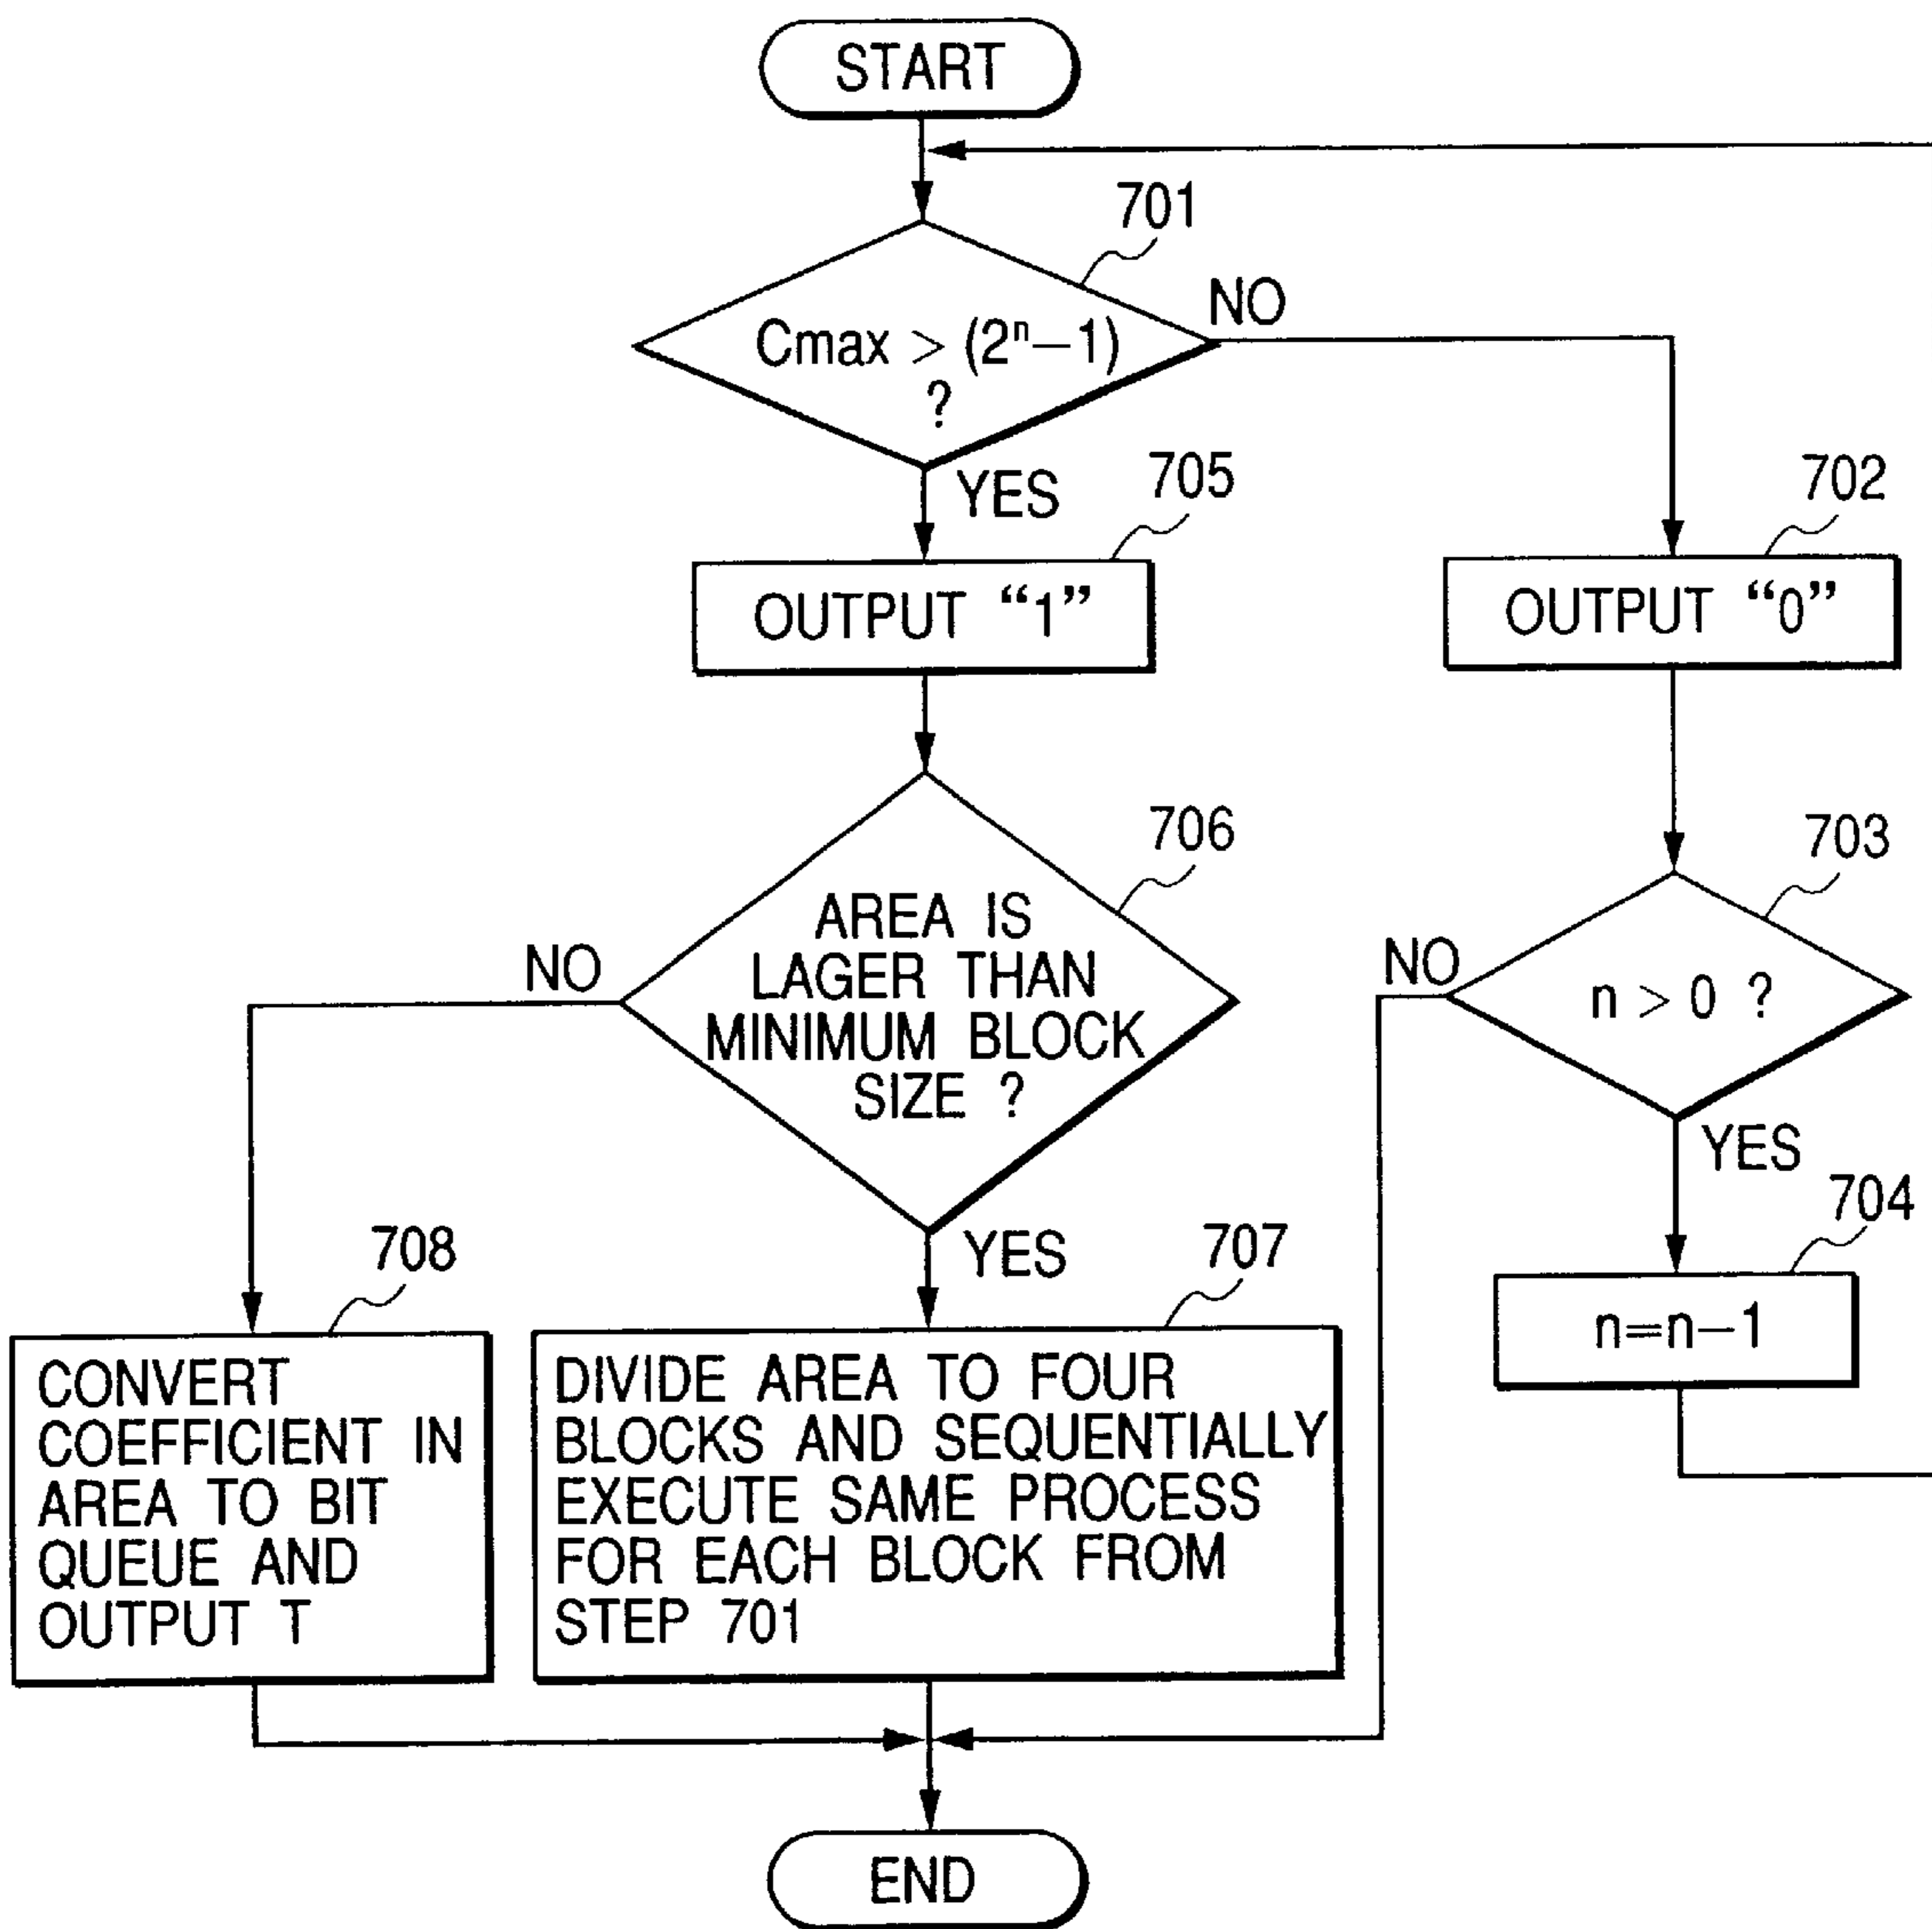 START
701
Cmax > (2ⁿ−1)
?
NO
YES
705
OUTPUT “1”
702
OUTPUT “0”
706
AREA IS
LAGER THAN
MINIMUM BLOCK
SIZE ?
NO
YES
703
n > 0 ?
NO
YES
704
n=n−1
708
CONVERT
COEFFICIENT IN
AREA TO BIT
QUEUE AND
OUTPUT T
707
DIVIDE AREA TO FOUR
BLOCKS AND SEQUENTIALLY
EXECUTE SAME PROCESS
FOR EACH BLOCK FROM
STEP 701
END